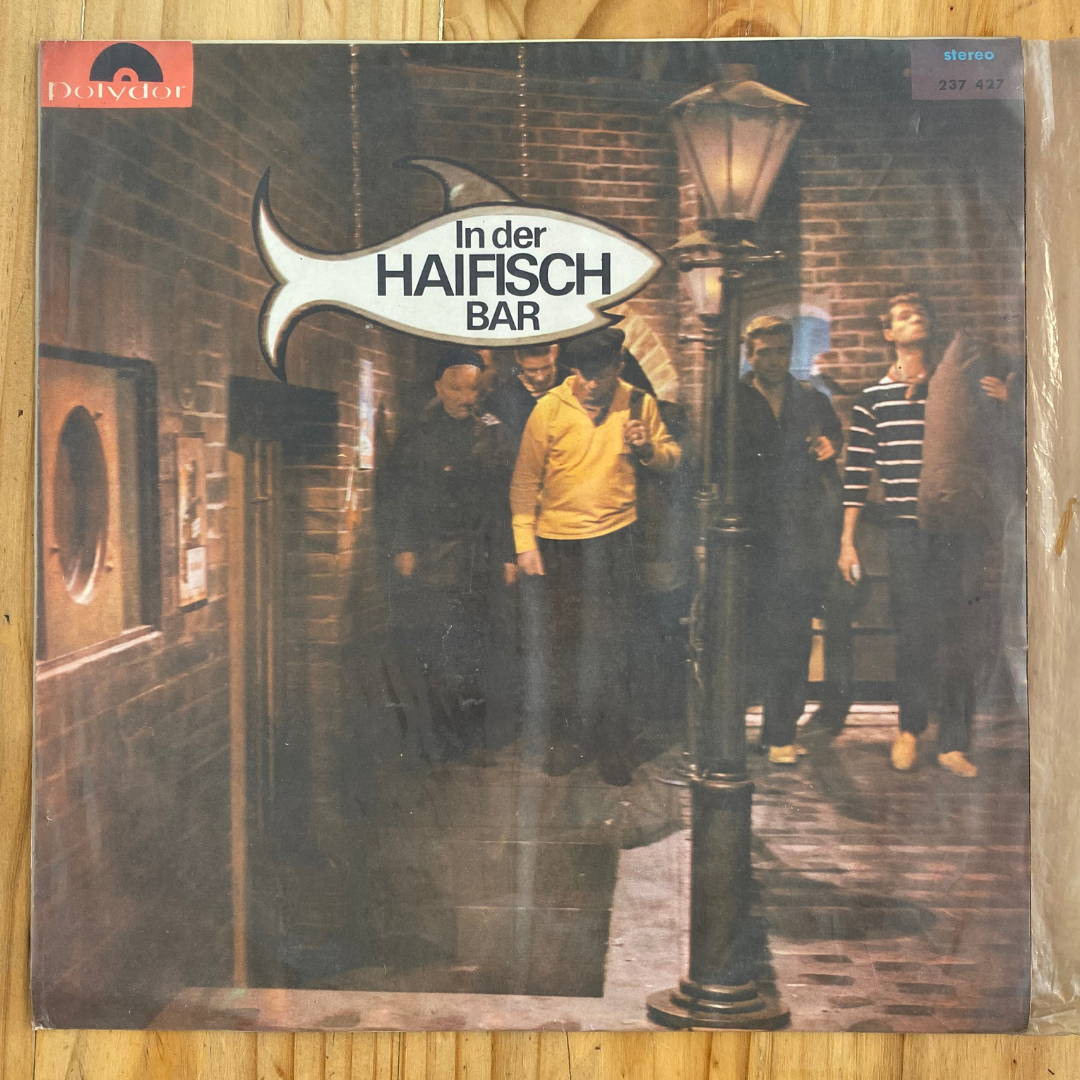 Polydor
stereo
237 427
In der
HAIFISCH
BAR